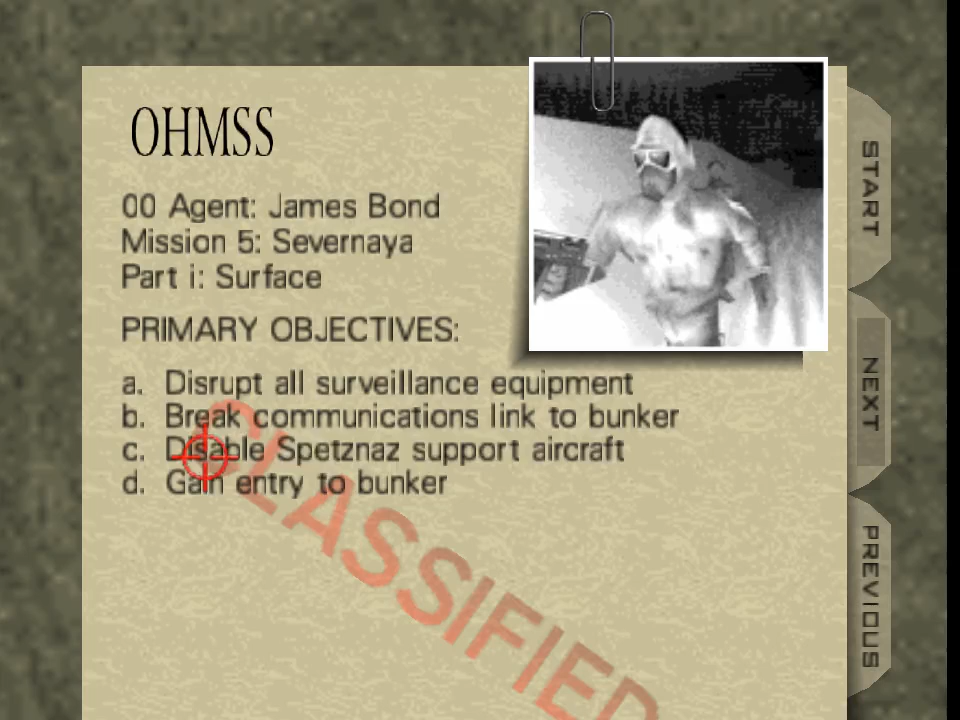 OHMSS
00 Agent: James Bond
Mission 5: Severnaya
Part i: Surface
PRIMARY OBJECTIVES:
a. Disrupt all surveillance equipment
b. Break communications link to bunker
c. Disable Spetznaz support aircraft
d. Gain entry to bunker
CLASSIFIED
START
NEXT
PREVIOUS